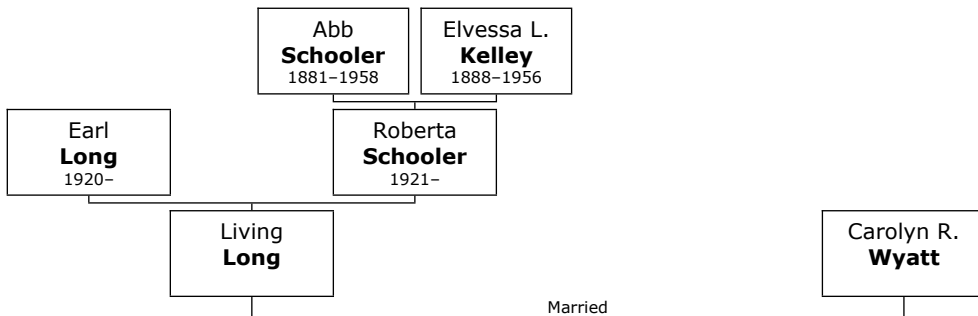 Abb
Schooler
1881–1958
Elvessa L.
Kelley
1888–1956
Earl
Long
1920–
Roberta
Schooler
1921–
Living
Long
Carolyn R.
Wyatt
Married